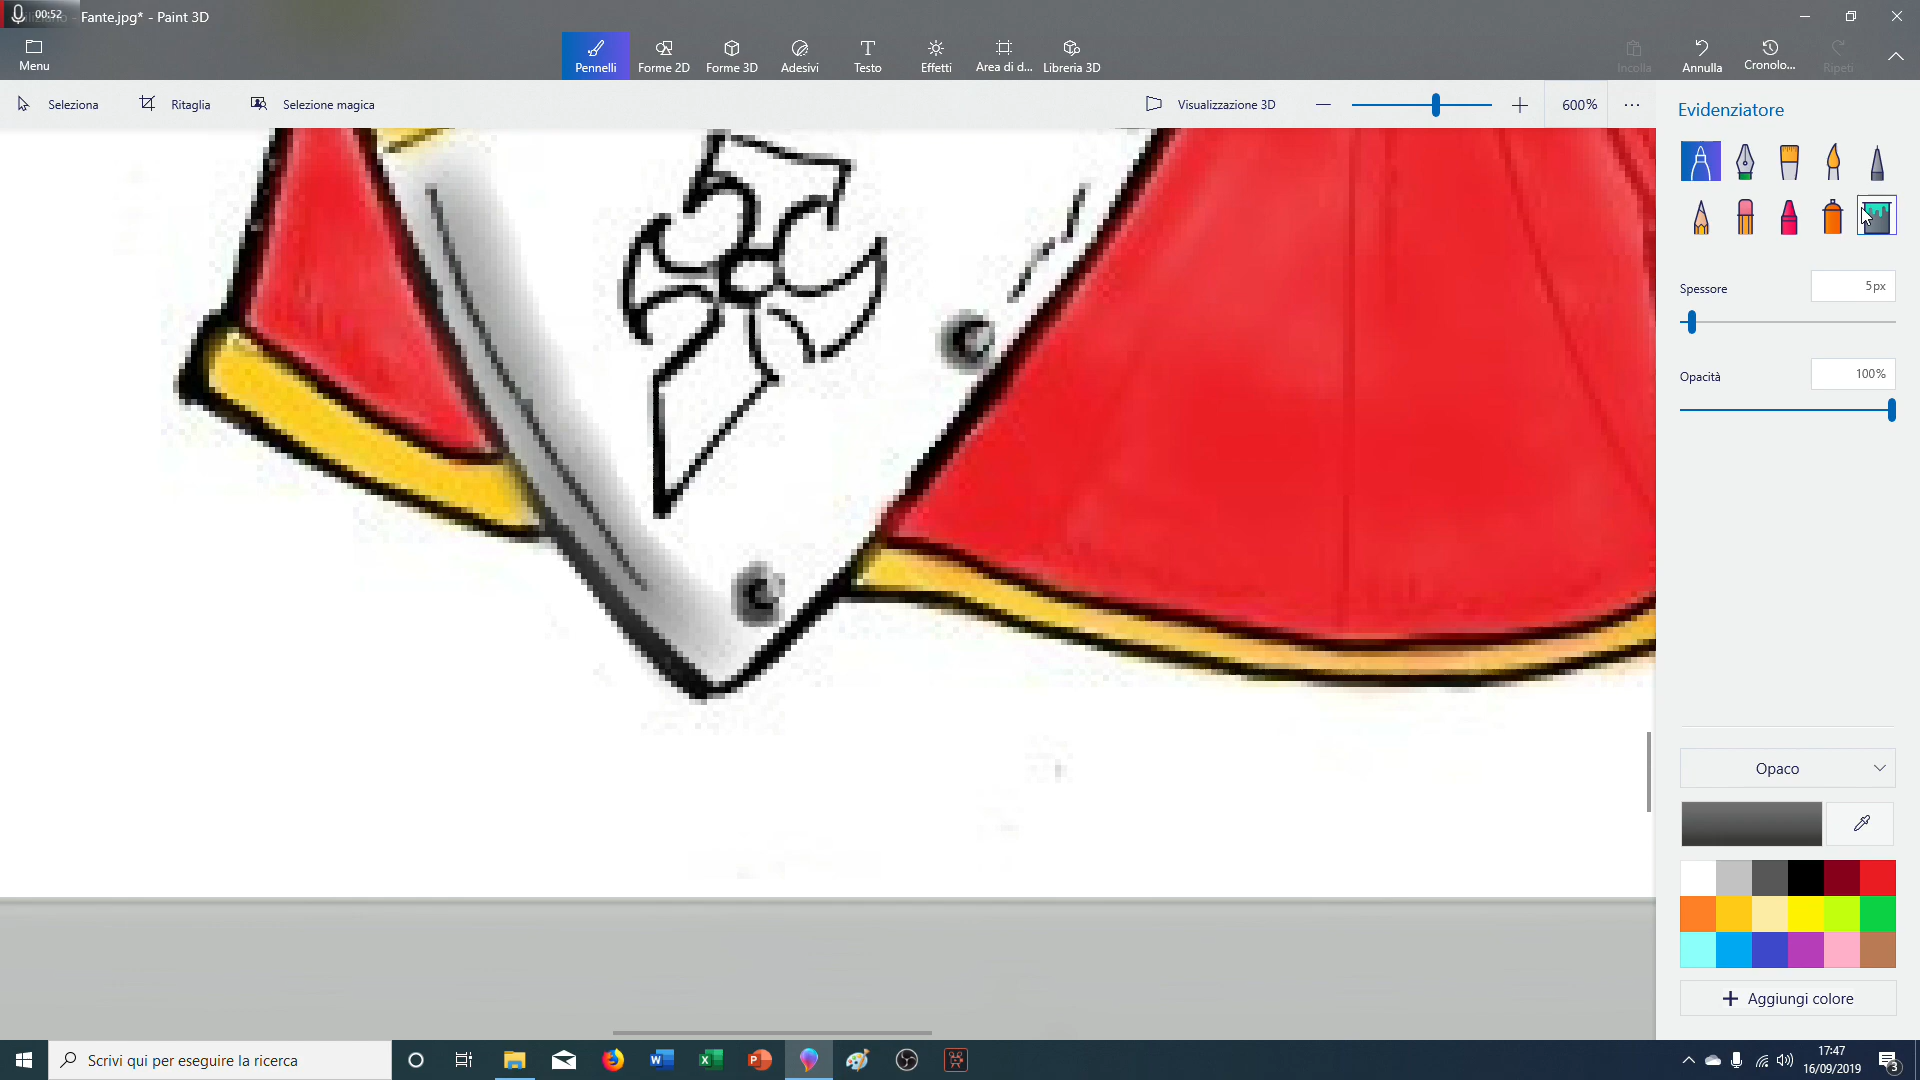 00:52
Fante.jpg* - Paint 3D
Menu
Pennelli
Forme 2D
Forme 3D
Adesivi
Testo
Effetti
Area di d...
Libreria 3D
Incolla
Annulla
Cronolo...
Ripeti
Seleziona
Ritaglia
Selezione magica
Visualizzazione 3D
600%
Evidenziatore
Spessore
5px
Opacità
100%
Opaco
Aggiungi colore
Scrivi qui per eseguire la ricerca
17:47
16/09/2019
3